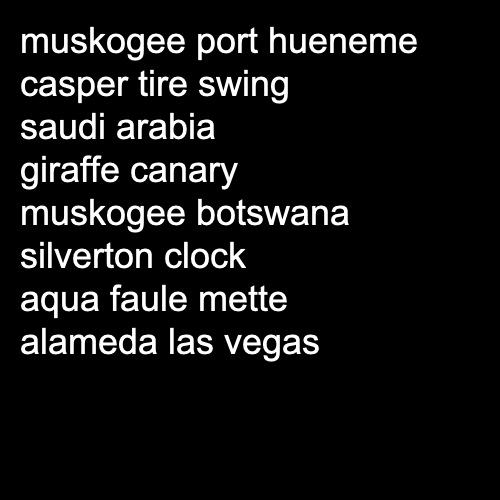 muskogee port hueneme
casper tire swing
saudi arabia
giraffe canary
muskogee botswana
silverton clock
aqua faule mette
alameda las vegas